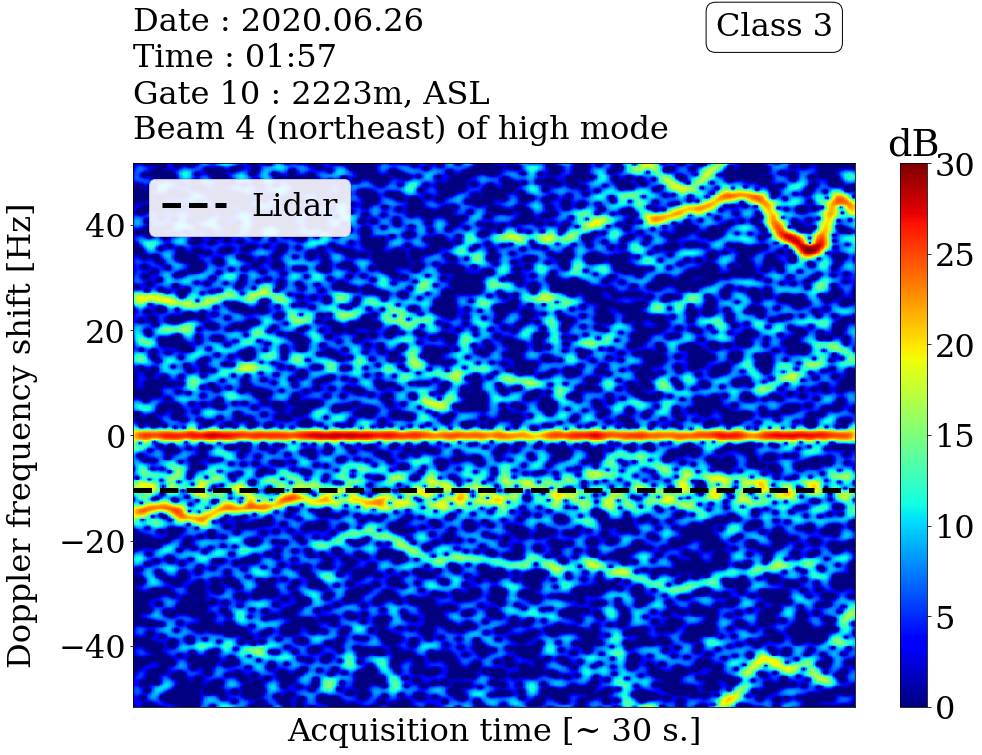 Date : 2020.06.26
Time : 01:57
Gate 10 : 2223m, ASL
Beam 4 (northeast) of high mode
Class 3
dB
Lidar
Doppler frequency shift [Hz]
40
20
0
−20
−40
Acquisition time [~ 30 s.]
30
25
20
15
10
5
0